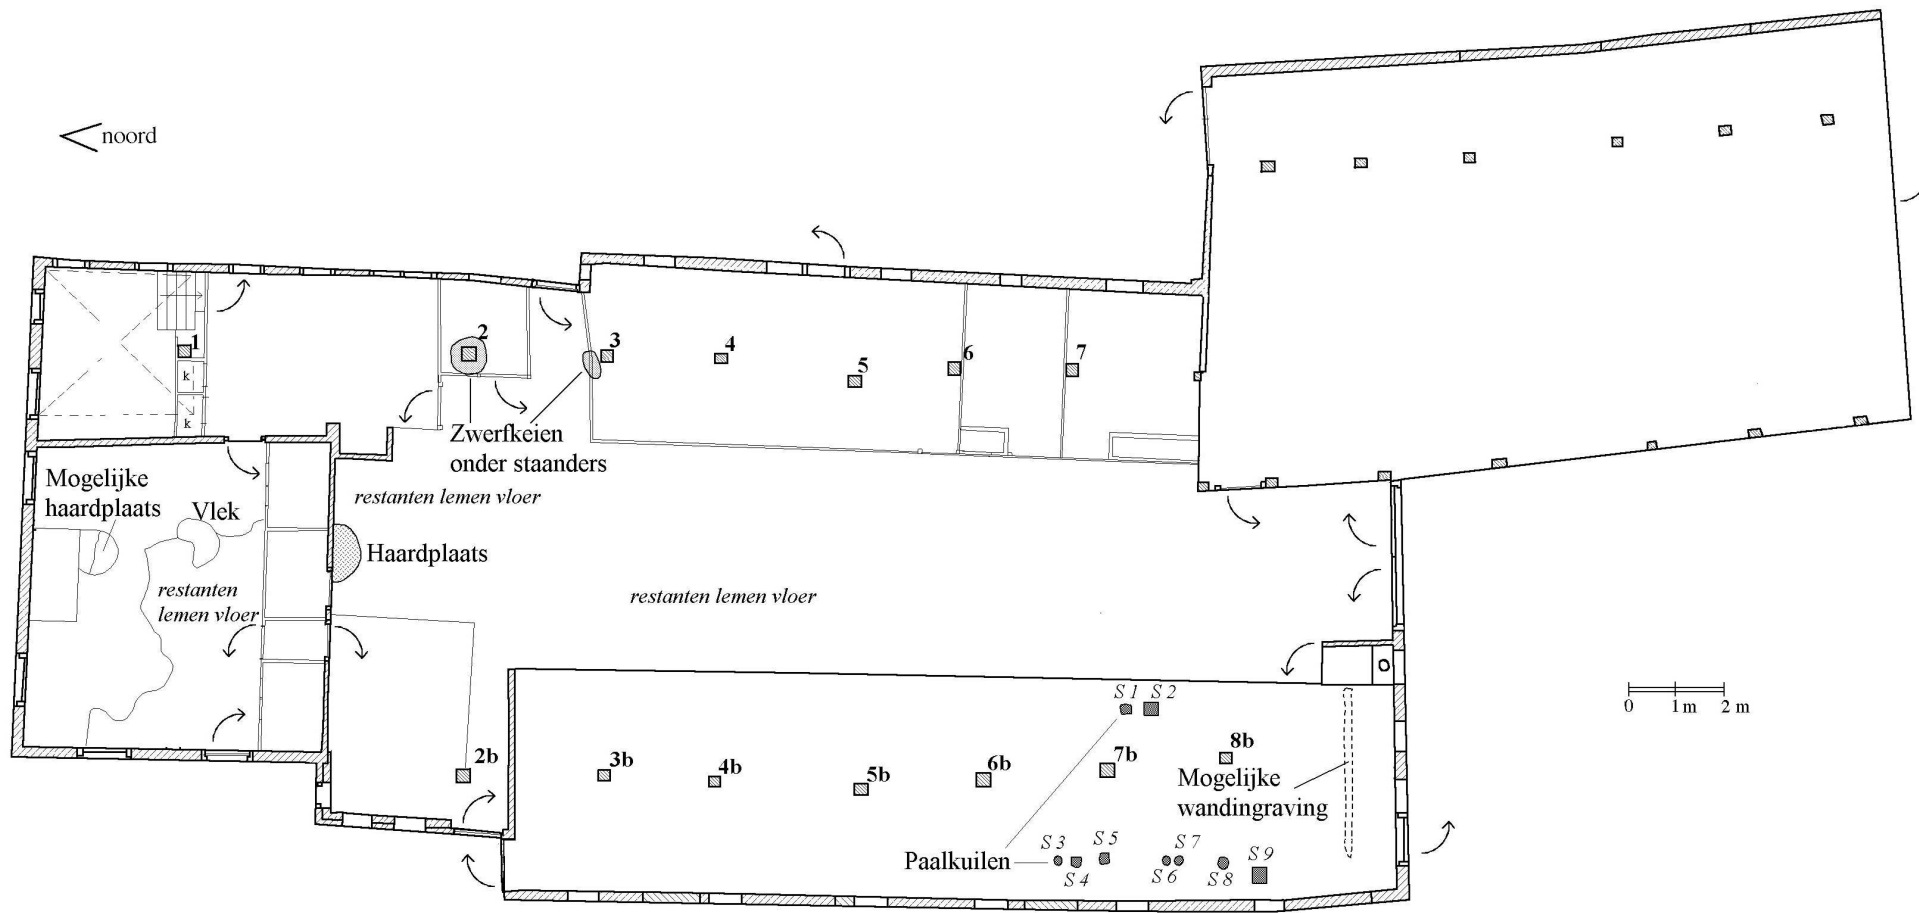 noord
1
2
3
4
5
6
7
k
k
Zwerfkeien
onder staanders
Mogelijke
haardplaats
Vlek
restanten lemen vloer
Haardplaats
restanten
lemen vloer
restanten lemen vloer
S 1
S 2
0
1 m
2 m
2b
3b
4b
5b
6b
7b
8b
Mogelijke
wandingraving
Paalkuilen
S 3
S 4
S 5
S 6
S 7
S 8
S 9